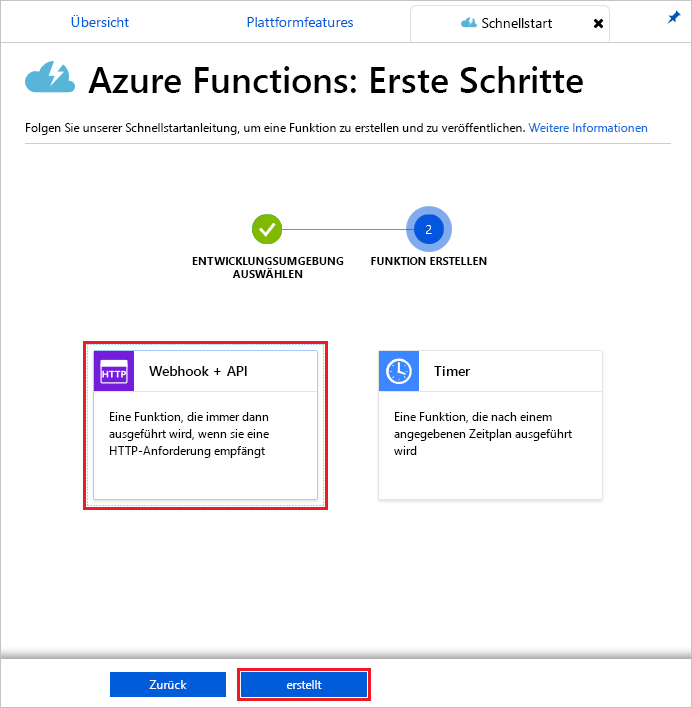 Übersicht
Plattformfeatures
Schnellstart
Azure Functions: Erste Schritte
Folgen Sie unserer Schnellstartanleitung, um eine Funktion zu erstellen und zu veröffentlichen. Weitere Informationen
2
ENTWICKLUNGSUMGEBUNG
AUSWÄHLEN
FUNKTION ERSTELLEN
HTTP
Webhook + API
Eine Funktion, die immer dann
ausgeführt wird, wenn sie eine
HTTP-Anforderung empfängt
Timer
Eine Funktion, die nach einem
angegebenen Zeitplan ausgeführt
wird
Zurück
erstellt